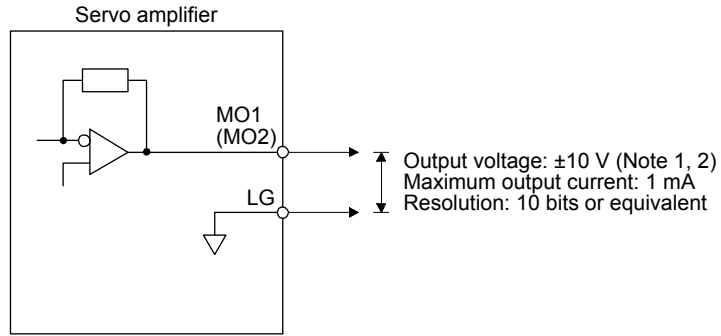 Servo amplifier
MO1
(MO2)
LG
Output voltage: ±10 V (Note 1, 2)
Maximum output current: 1 mA
Resolution: 10 bits or equivalent